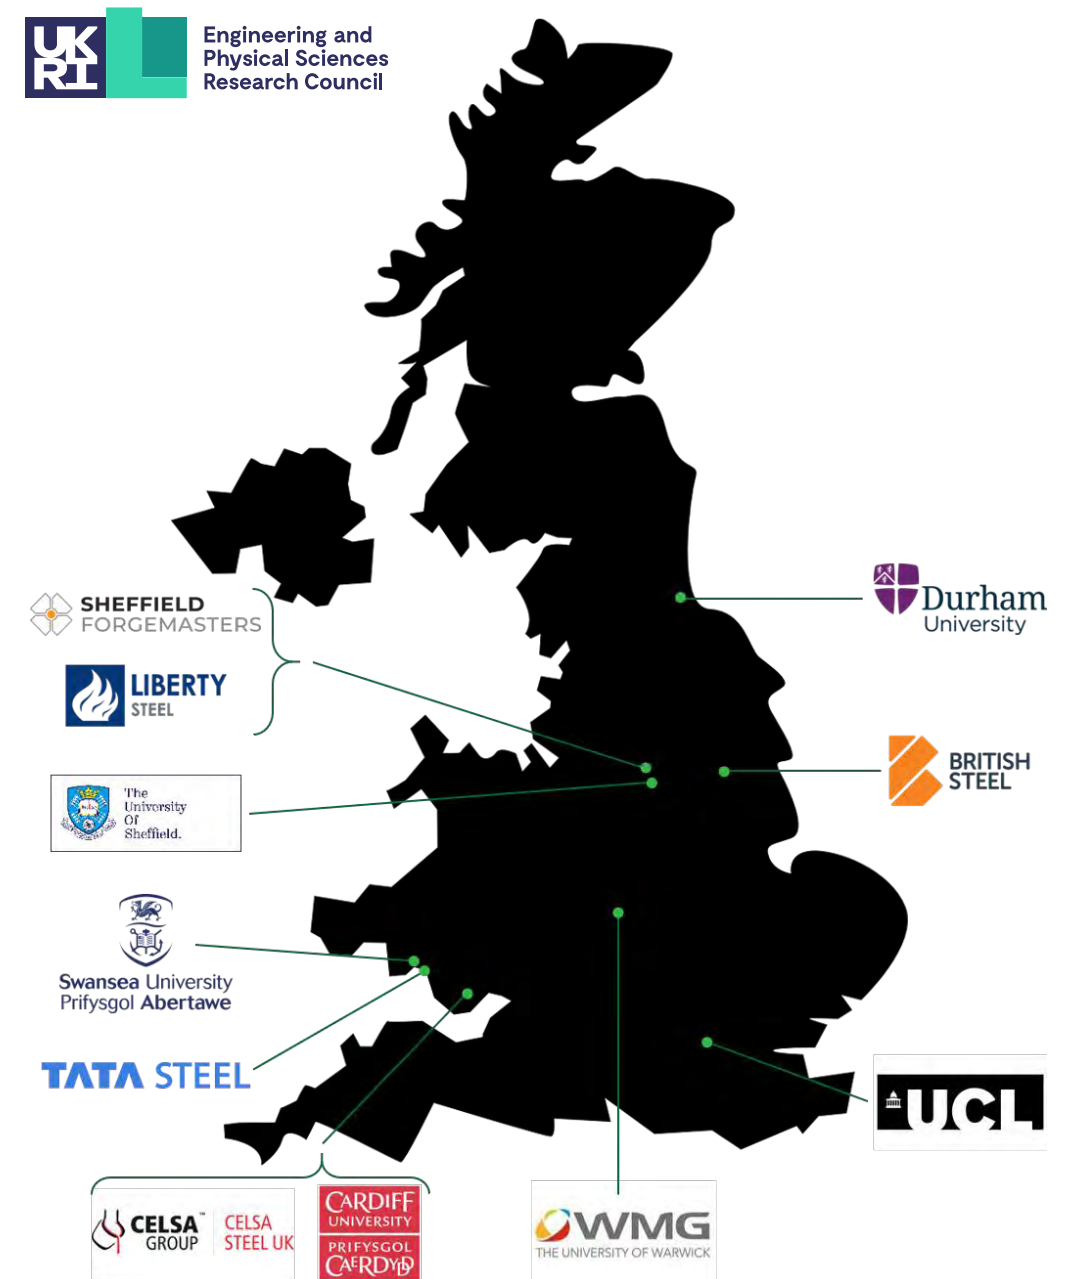 UK
RI
Engineering and
Physical Sciences
Research Council
SHEFFIELD
FORGEMASTERS
LIBERTY
STEEL
The
University
Of
Sheffield.
Swansea University
Prifysgol Abertawe
TATA STEEL
Durham
University
BRITISH
STEEL
UCL
CELSA™
GROUP
CELSA
STEEL UK
CARDIFF
UNIVERSITY
PRIFYSGOL
CAERDYDD
WMG
THE UNIVERSITY OF WARWICK